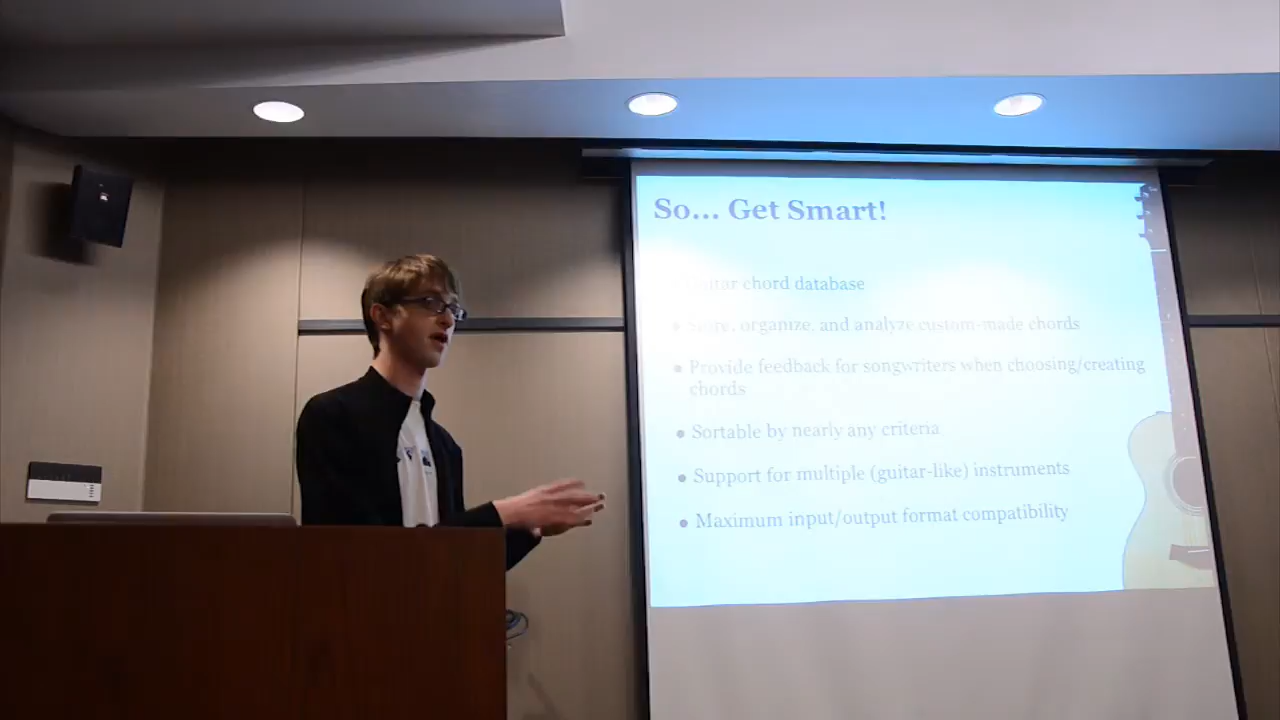 So... Get Smart!
Guitar chord database
Store, organize, and analyze custom-made chords
Provide feedback for songwriters when choosing/creating
chords
Sortable by nearly any criteria
Support for multiple (guitar-like) instruments
Maximum input/output format compatibility